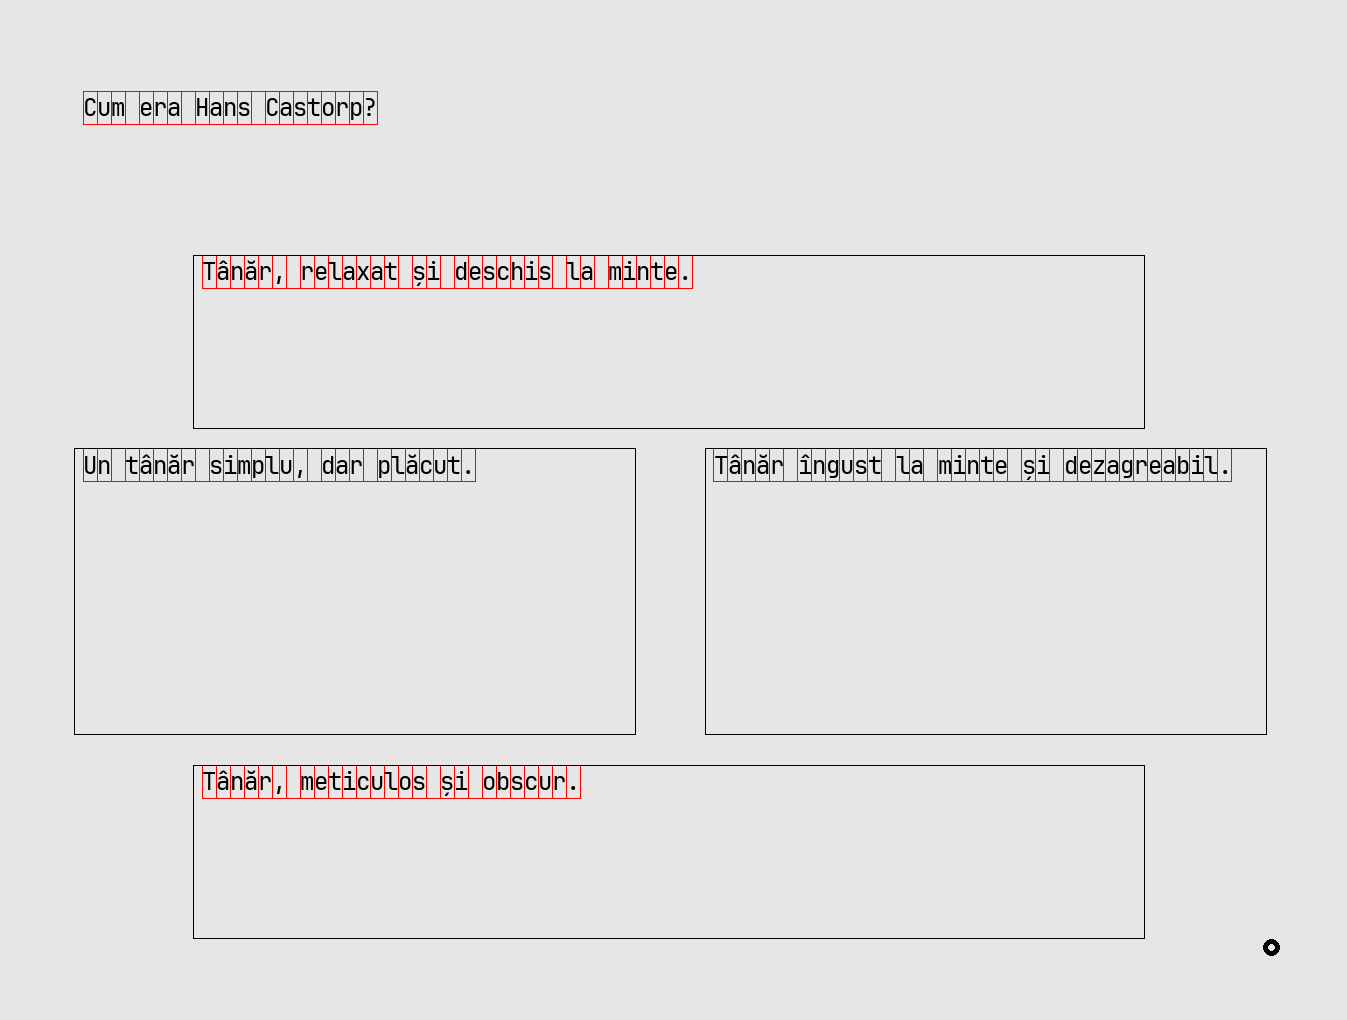 Cum era Hans Castorp?
Tânăr, relaxat și deschis la minte.
Un tânăr simplu, dar plăcut.
Tânăr îngust la minte și dezagreabil.
Tânăr, meticulos și obscur.